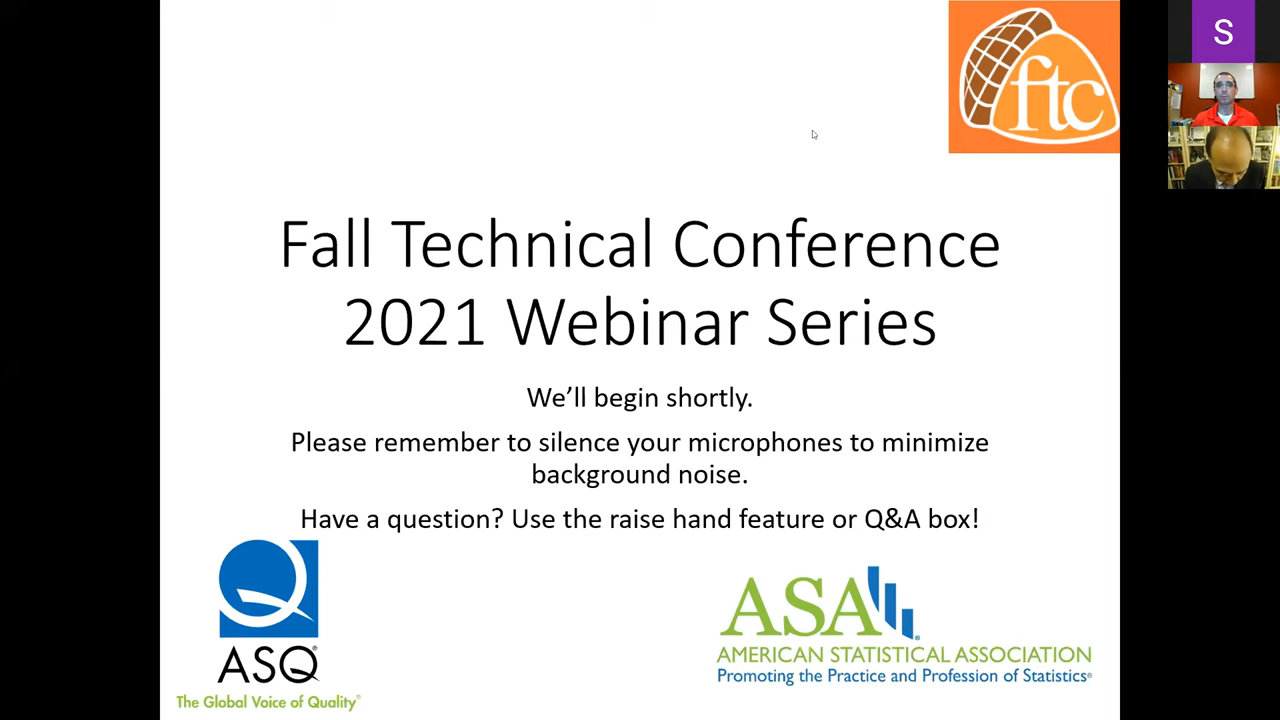 ftc
S
Fall Technical Conference
2021 Webinar Series
We’ll begin shortly.
Please remember to silence your microphones to minimize
background noise.
Have a question? Use the raise hand feature or Q&A box!
ASQ®
The Global Voice of Quality®
ASA®
AMERICAN STATISTICAL ASSOCIATION
Promoting the Practice and Profession of Statistics®